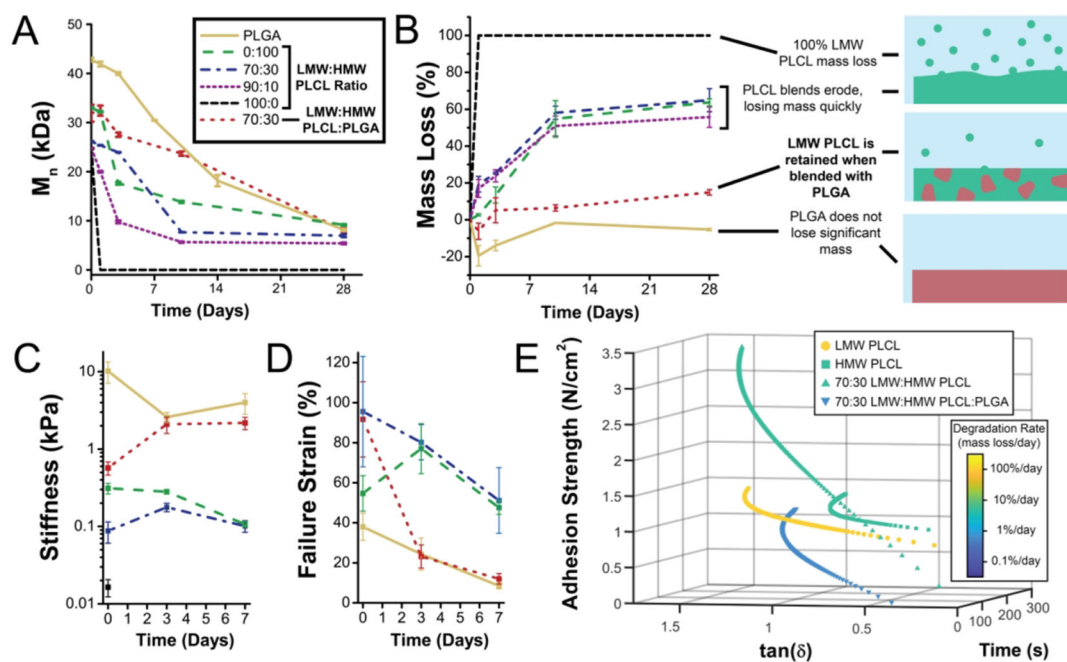 A
Mn (kDa)
50
40
30
20
10
0
0
7
14
21
28
Time (Days)
PLGA
0:100
70:30
90:10
100:0
70:30
LMW:HMW
PLCL Ratio
LMW:HMW
PLCL:PLGA
B
Mass Loss (%)
100
80
60
40
20
0
-20
0
7
14
21
28
Time (Days)
100% LMW
PLCL mass loss
PLCL blends erode,
losing mass quickly
LMW PLCL is
retained when
blended with
PLGA
PLGA does not
lose significant
mass
C
Stiffness (kPa)
10
1
0.1
0.01
0 1 2 3 4 5 6 7
Time (Days)
D
Failure Strain (%)
120
100
80
60
40
20
0
0 1 2 3 4 5 6 7
Time (Days)
E
Adhesion Strength (N/cm²)
3.5
3
2.5
2
1.5
1
0.5
0
1.5
1
0.5
0
tan(δ)
100
200
300
Time (s)
LMW PLCL
HMW PLCL
70:30 LMW:HMW PLCL
70:30 LMW:HMW PLCL:PLGA
Degradation Rate
(mass loss/day)
100%/day
10%/day
1%/day
0.1%/day